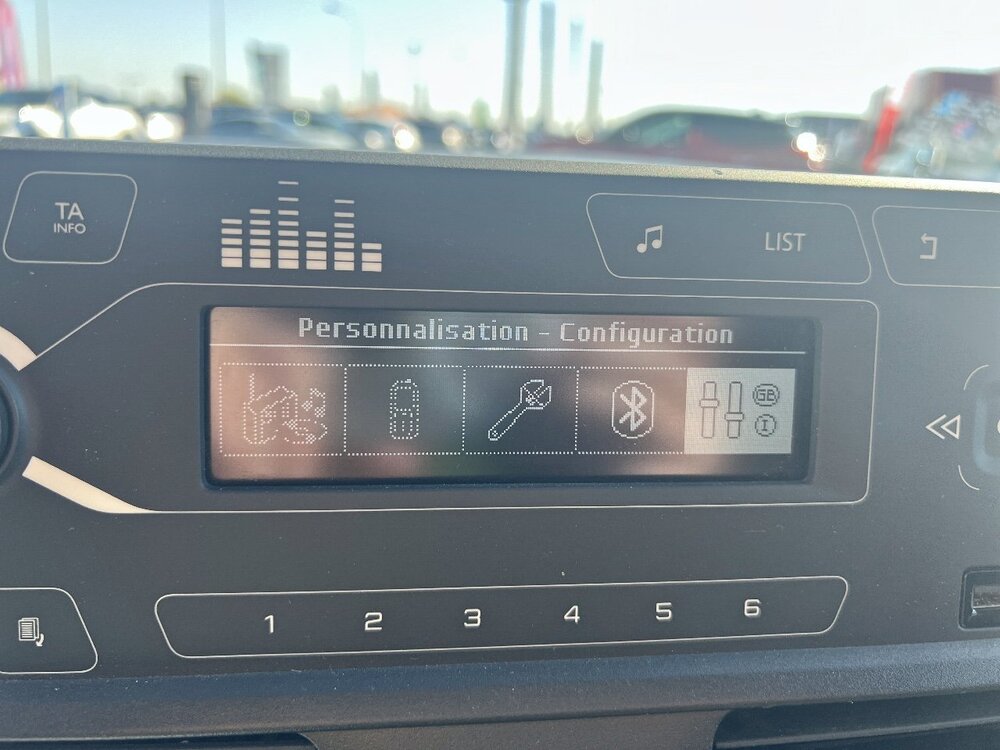 TA
INFO
LIST
Personnalisation - Configuration
GB
I
1 2 3 4 5 6